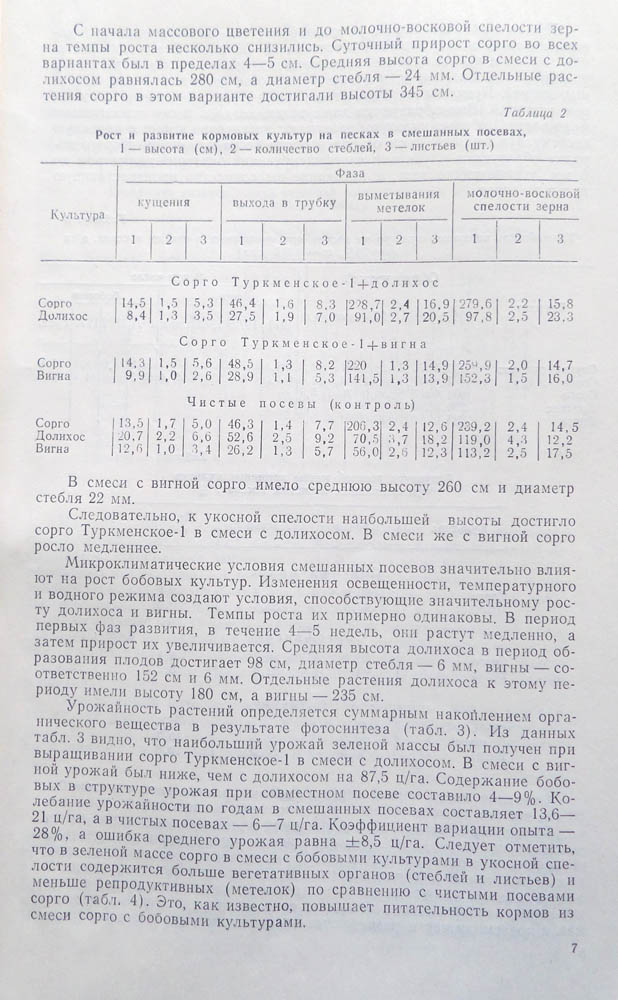 С начала массового цветения и до молочно-восковой спелости зер-
на темпы роста несколько снизились. Суточный прирост сорго во всех
вариантах был в пределах 4—5 см. Средняя высота сорго в смеси с до-
лихосом равнялась 280 см, а диаметр стебля — 24 мм. Отдельные рас-
тения сорго в этом варианте достигали высоты 345 см.
Таблица 2
Рост и развитие кормовых культур на песках в смешанных посевах,
1 — высота (см), 2 — количество стеблей, 3 — листьев (шт.)
Культура
Фаза
кущения | выхода в трубку | выметывания метелок | молочно-восковой спелости зерна
1 | 2 | 3 | 1 | 2 | 3 | 1 | 2 | 3 | 1 | 2 | 3
Сорго Туркменское-1+долихос
Сорго | 14,5 | 1,5 | 5,3 | 46,4 | 1,6 | 8,3 | 228,7 | 2,4 | 16,9 | 279,6 | 2,2 | 15,8
Долихос | 8,4 | 1,3 | 3,5 | 27,5 | 1,9 | 7,0 | 91,0 | 2,7 | 20,5 | 97,8 | 2,5 | 23,3
Сорго Туркменское-1+вигна
Сорго | 14,3 | 1,5 | 5,6 | 48,5 | 1,3 | 8,2 | 220 | 1,3 | 14,9 | 259,9 | 2,0 | 14,7
Вигна | 9,9 | 1,0 | 2,6 | 28,9 | 1,1 | 5,3 | 141,5 | 1,3 | 13,9 | 152,3 | 1,5 | 16,0
Чистые посевы (контроль)
Сорго | 13,5 | 1,7 | 5,0 | 46,3 | 1,4 | 7,7 | 206,3 | 2,4 | 12,6 | 239,2 | 2,4 | 14,5
Долихос | 20,7 | 2,2 | 6,6 | 52,6 | 2,5 | 9,2 | 70,5 | 3,7 | 18,2 | 119,0 | 4,3 | 12,2
Вигна | 12,6 | 1,0 | 3,4 | 26,2 | 1,3 | 5,7 | 56,0 | 2,6 | 12,3 | 113,2 | 2,5 | 17,5
В смеси с вигной сорго имело среднюю высоту 260 см и диаметр
стебля 22 мм.
Следовательно, к укосной спелости наибольшей высоты достигло
сорго Туркменское-1 в смеси с долихосом. В смеси же с вигной сорго
росло медленнее.
Микроклиматические условия смешанных посевов значительно влия-
ют на рост бобовых культур. Изменения освещенности, температурного
и водного режима создают условия, способствующие значительному рос-
ту долихоса и вигны. Темпы роста их примерно одинаковы. В период
первых фаз развития, в течение 4—5 недель, они растут медленно, а
затем прирост их увеличивается. Средняя высота долихоса в период об-
разования плодов достигает 98 см, диаметр стебля — 6 мм, вигны — со-
ответственно 152 см и 6 мм. Отдельные растения долихоса к этому пе-
риоду имели высоту 180 см, а вигны — 235 см.
Урожайность растений определяется суммарным накоплением орга-
нического вещества в результате фотосинтеза (табл. 3). Из данных
табл. 3 видно, что наибольший урожай зеленой массы был получен при
выращивании сорго Туркменское-1 в смеси с долихосом. В смеси с виг-
ной урожай был ниже, чем с долихосом на 87,5 ц/га. Содержание бобо-
вых в структуре урожая при совместном посеве составило 4—9%. Ко-
лебание урожайности по годам в смешанных посевах составляет 13,6—
21 ц/га, а в чистых посевах — 6—7 ц/га. Коэффициент вариации опыта —
28%, а ошибка среднего урожая равна ±8,5 ц/га. Следует отметить,
что в зеленой массе сорго в смеси с бобовыми культурами в укосной спе-
лости содержится больше вегетативных органов (стеблей и листьев) и
меньше репродуктивных (метелок) по сравнению с чистыми посевами
сорго (табл. 4). Это, как известно, повышает питательность кормов из
смеси сорго с бобовыми культурами.
7